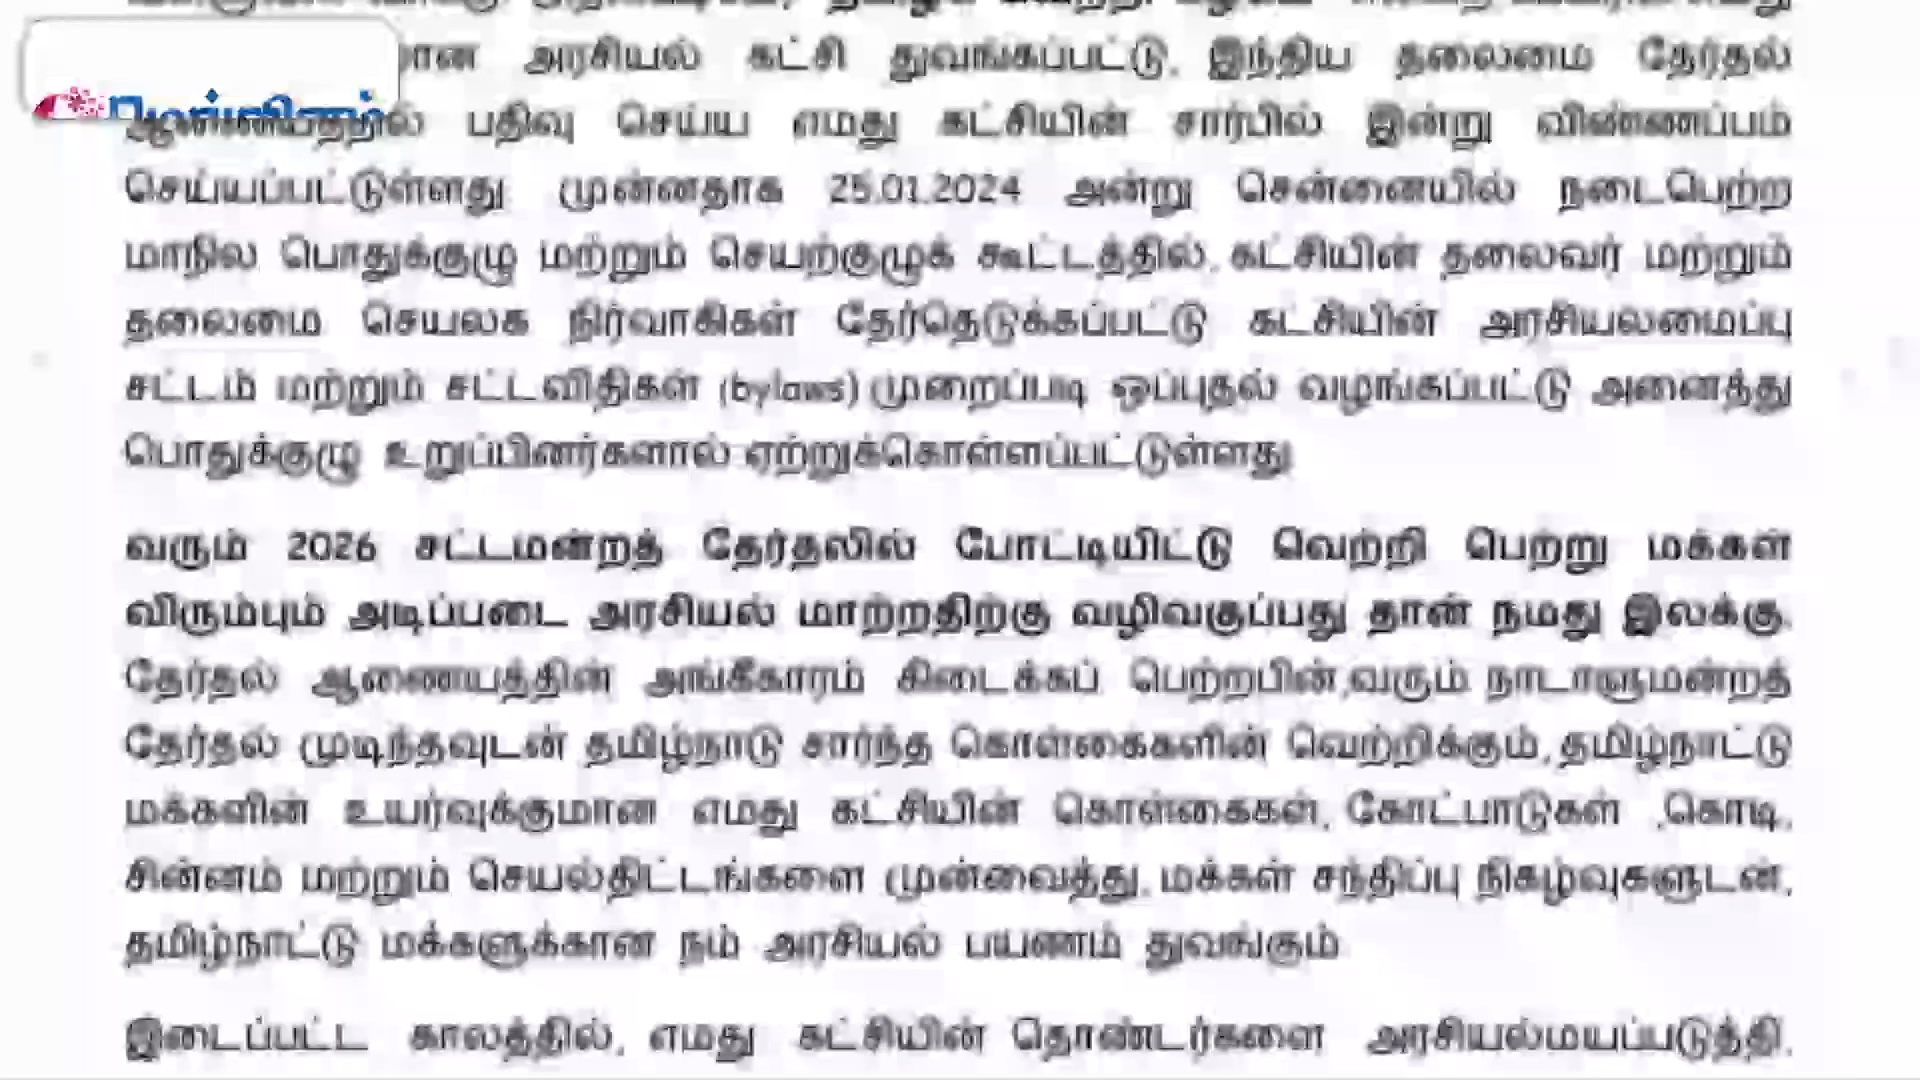 மான அரசியல் கட்சி துவங்கப்பட்டு, இந்திய தலைமை தேர்தல்
ஆணையத்தில் பதிவு செய்ய எமது கட்சியின் சார்பில் இன்று விண்ணப்பம்
செய்யப்பட்டுள்ளது. முன்னதாக 25.01.2024 அன்று சென்னையில் நடைபெற்ற
மாநில பொதுக்குழு மற்றும் செயற்குழுக் கூட்டத்தில், கட்சியின் தலைவர் மற்றும்
தலைமை செயலக நிர்வாகிகள் தேர்தெடுக்கப்பட்டு கட்சியின் அரசியலமைப்பு
சட்டம் மற்றும் சட்டவிதிகள் (bylaws) முறைப்படி ஒப்புதல் வழங்கப்பட்டு அனைத்து
பொதுக்குழு உறுப்பினர்களால் ஏற்றுக்கொள்ளப்பட்டுள்ளது.
வரும் 2026 சட்டமன்றத் தேர்தலில் போட்டியிட்டு வெற்றி பெற்று மக்கள்
விரும்பும் அடிப்படை அரசியல் மாற்றதிற்கு வழிவகுப்பது தான் நமது இலக்கு.
தேர்தல் ஆணையத்தின் அங்கீகாரம் கிடைக்கப் பெற்றபின்,வரும் நாடாளுமன்றத்
தேர்தல் முடிந்தவுடன் தமிழ்நாடு சார்ந்த கொள்கைகளின் வெற்றிக்கும்,தமிழ்நாட்டு
மக்களின் உயர்வுக்குமான எமது கட்சியின் கொள்கைகள், கோட்பாடுகள் ,கொடி,
சின்னம் மற்றும் செயல்திட்டங்களை முன்வைத்து, மக்கள் சந்திப்பு நிகழ்வுகளுடன்,
தமிழ்நாட்டு மக்களுக்கான நம் அரசியல் பயணம் துவங்கும்
இடைப்பட்ட காலத்தில், எமது கட்சியின் தொண்டர்களை அரசியல்மயப்படுத்தி,